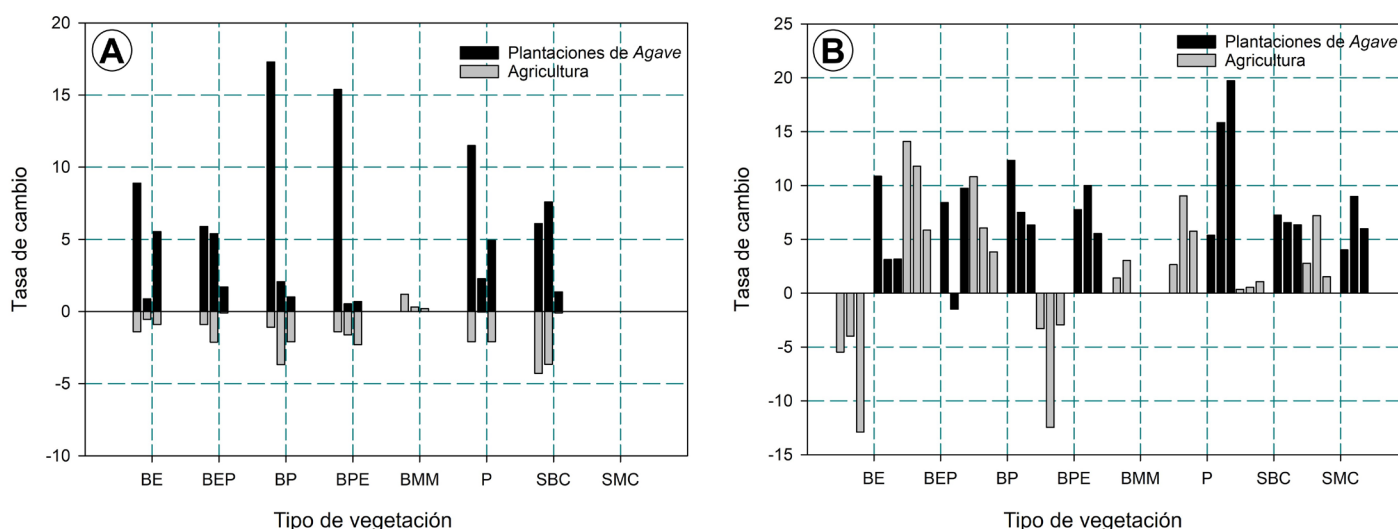 A
Plantaciones de Agave
Agricultura
Tasa de cambio
20
15
10
5
0
-5
-10
BE BEP BP BPE BMM P SBC SMC
Tipo de vegetación
B
Plantaciones de Agave
Agricultura
Tasa de cambio
25
20
15
10
5
0
-5
-10
-15
BE BEP BP BPE BMM P SBC SMC
Tipo de vegetación